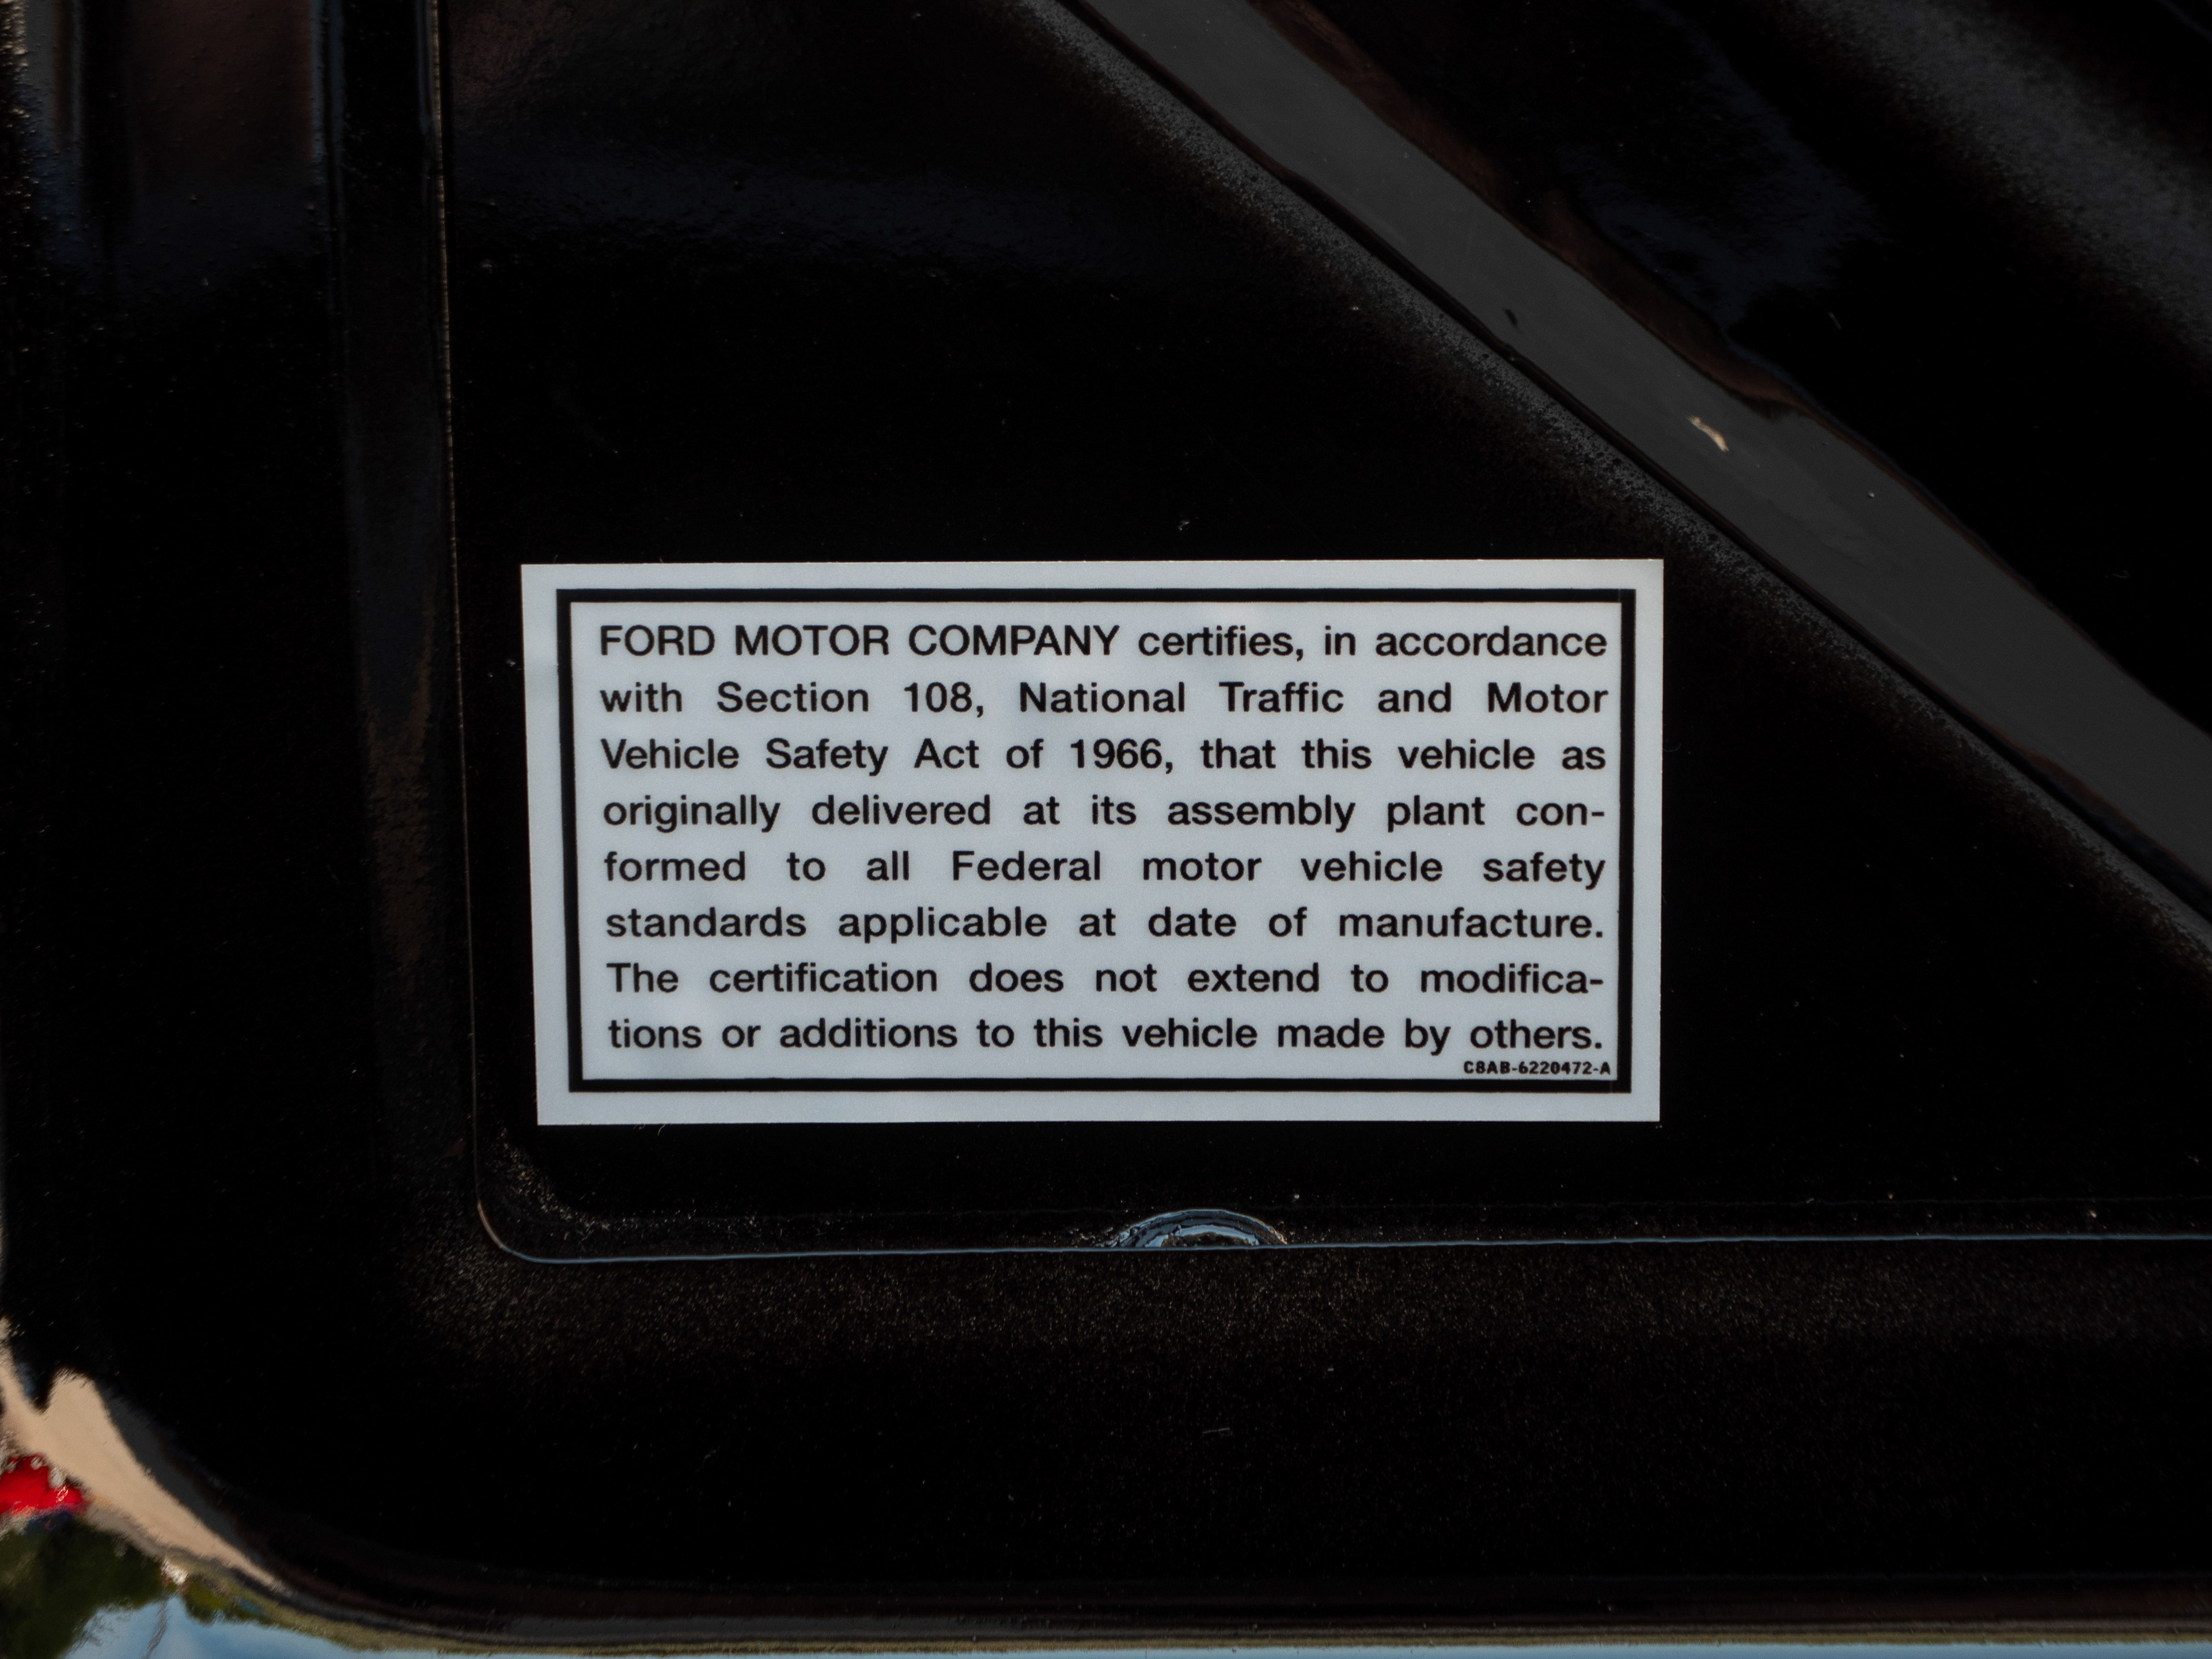 FORD MOTOR COMPANY certifies, in accordance
with Section 108, National Traffic and Motor
Vehicle Safety Act of 1966, that this vehicle as
originally delivered at its assembly plant con-
formed to all Federal motor vehicle safety
standards applicable at date of manufacture.
The certification does not extend to modifica-
tions or additions to this vehicle made by others.
C8AB-6220472-A